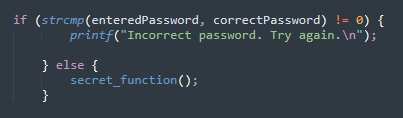 if (strcmp(enteredPassword, correctPassword) != 0) {
printf("Incorrect password. Try again.\n");
} else {
secret_function();
}